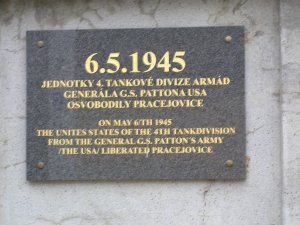 6.5.1945
JEDNOTKY 4. TANKOVÉ DIVIZE ARMÁD
GENERÁLA G.S. PATTONA USA
OSVOBODILY PRACEJOVICE
ON MAY 6/TH 1945
THE UNITES STATES OF THE 4TH TANKDIVISION
FROM THE GENERAL G.S. PATTON'S ARMY
/THE USA/ LIBERATED PRACEJOVICE